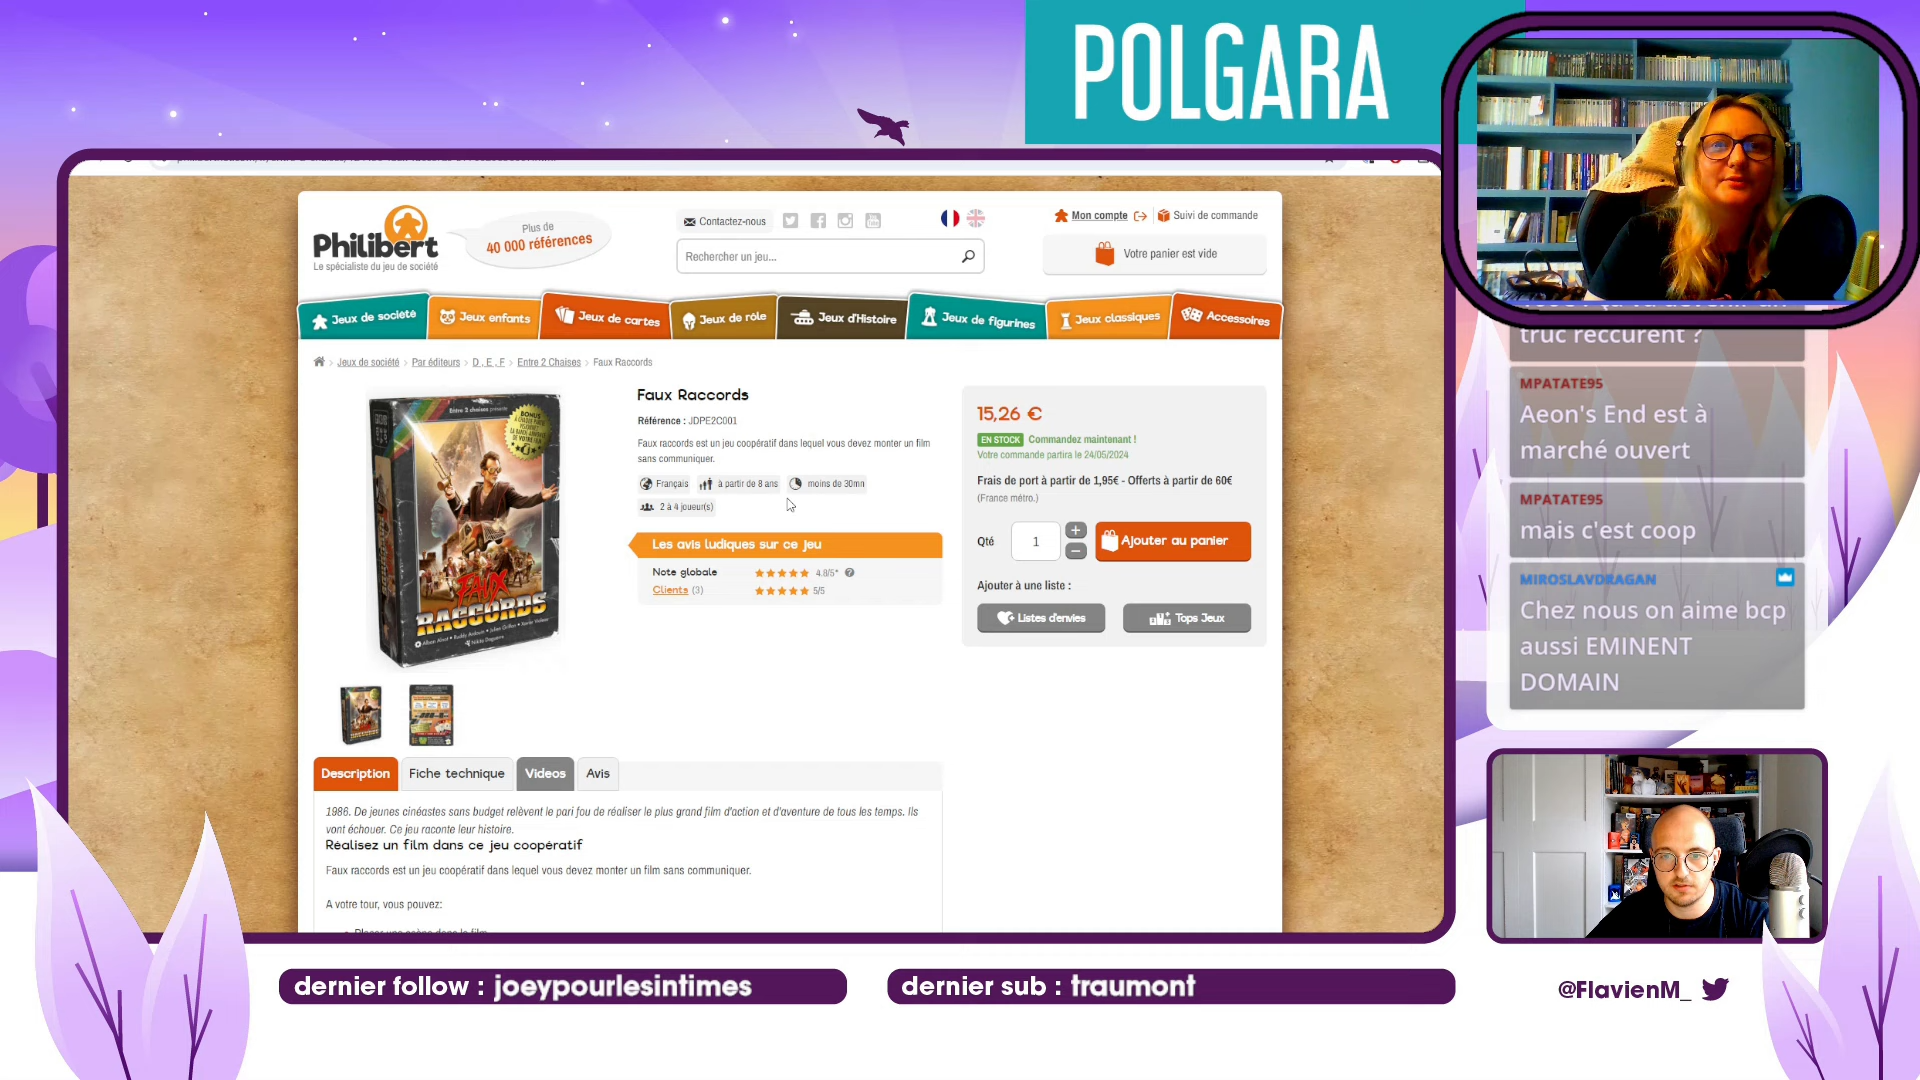 POLGARA
Philibert
Le spécialiste du jeu de société
Plus de
40 000 références
Contactez-nous
Rechercher un jeu...
Mon compte
Suivi de commande
Votre panier est vide
Jeux de société
Jeux enfants
Jeux de cartes
Jeux de rôle
Jeux d'Histoire
Jeux de figurines
Jeux classiques
Accessoires
Jeux de société > Par éditeurs > D , E , F > Entre 2 Chaises > Faux Raccords
Entre 2 chaises présente
BONUS
FAUX
RACCORDS
Faux Raccords
Référence : JDPE2C001
Faux raccords est un jeu coopératif dans lequel vous devez monter un film
sans communiquer.
Français
à partir de 8 ans
moins de 30mn
2 à 4 joueur(s)
Les avis ludiques sur ce jeu
Note globale 4.8/5*
Clients (3) 5/5
15,26 €
EN STOCK Commandez maintenant !
Votre commande partira le 24/05/2024
Frais de port à partir de 1,95€ - Offerts à partir de 60€
(France métro.)
Qté 1 + −
Ajouter au panier
Ajouter à une liste :
Listes d'envies
Tops Jeux
Description
Fiche technique
Videos
Avis
1986. De jeunes cinéastes sans budget relèvent le pari fou de réaliser le plus grand film d'action et d'aventure de tous les temps. Ils
vont échouer. Ce jeu raconte leur histoire.
Réalisez un film dans ce jeu coopératif
Faux raccords est un jeu coopératif dans lequel vous devez monter un film sans communiquer.
A votre tour, vous pouvez:
truc reccurent ?
MPATATE95
Aeon's End est à
marché ouvert
MPATATE95
mais c'est coop
MIROSLAVDRAGAN
Chez nous on aime bcp
aussi EMINENT
DOMAIN
dernier follow : joeypourlesintimes
dernier sub : traumont
@FlavienM_